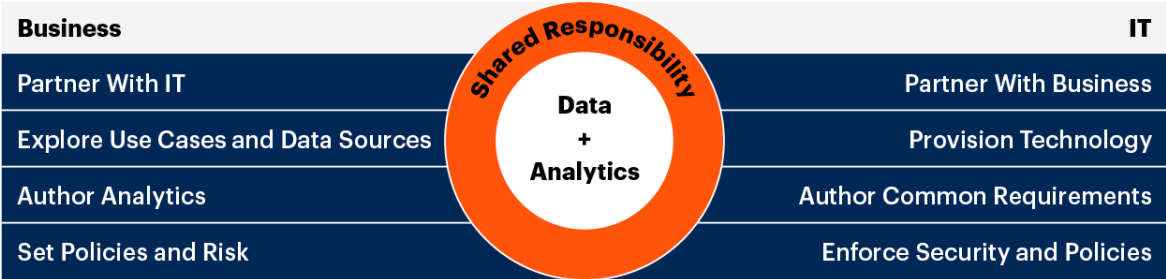 Business
IT
Shared Responsibility
Partner With IT
Partner With Business
Data
+
Analytics
Explore Use Cases and Data Sources
Provision Technology
Author Analytics
Author Common Requirements
Set Policies and Risk
Enforce Security and Policies